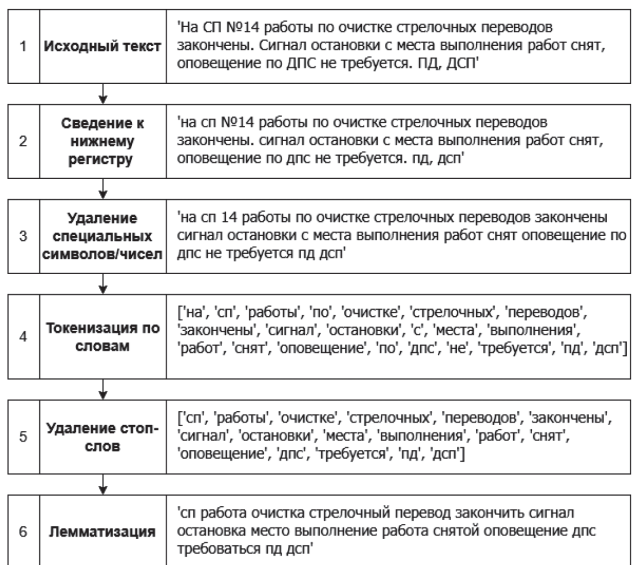 1
Исходный текст
'На СП №14 работы по очистке стрелочных переводов
закончены. Сигнал остановки с места выполнения работ снят,
оповещение по ДПС не требуется. ПД, ДСП'
2
Сведение к
нижнему
регистру
'на сп №14 работы по очистке стрелочных переводов
закончены. сигнал остановки с места выполнения работ снят,
оповещение по дпс не требуется. пд, дсп'
3
Удаление
специальных
символов/чисел
'на сп 14 работы по очистке стрелочных переводов закончены
сигнал остановки с места выполнения работ снят оповещение по
дпс не требуется пд дсп'
4
Токенизация по
словам
['на', 'сп', 'работы', 'по', 'очистке', 'стрелочных', 'переводов',
'закончены', 'сигнал', 'остановки', 'с', 'места', 'выполнения',
'работ', 'снят', 'оповещение', 'по', 'дпс', 'не', 'требуется', 'пд', 'дсп']
5
Удаление стоп-
слов
['сп', 'работы', 'очистке', 'стрелочных', 'переводов', 'закончены',
'сигнал', 'остановки', 'места', 'выполнения', 'работ', 'снят',
'оповещение', 'дпс', 'требуется', 'пд', 'дсп']
6
Лемматизация
'сп работа очистка стрелочный перевод закончить сигнал
остановка место выполнение работа снятой оповещение дпс
требоваться пд дсп'